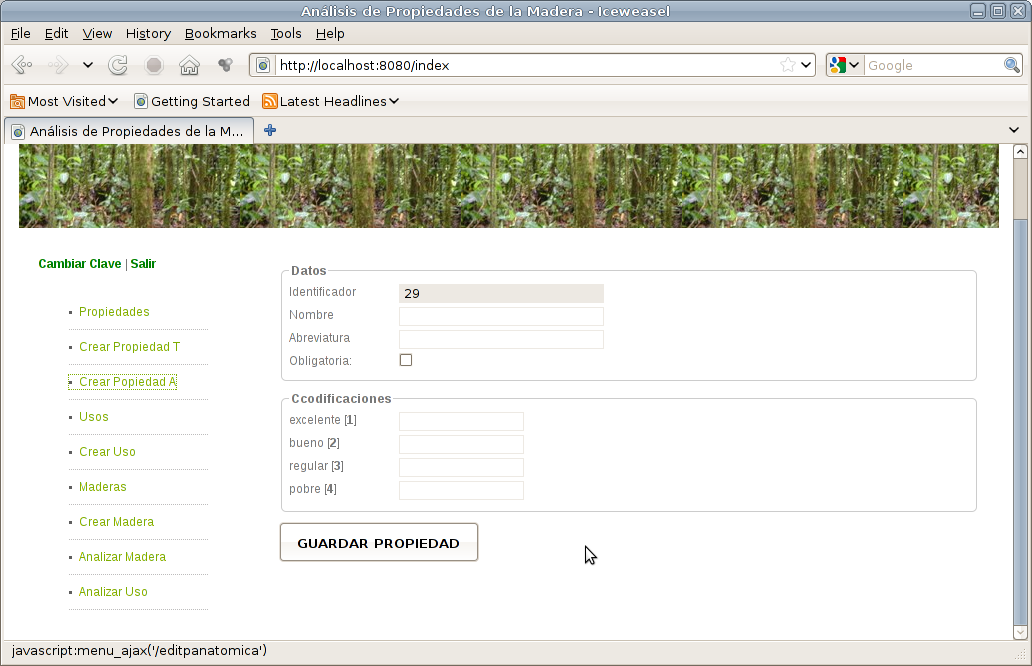 Análisis de Propiedades de la Madera - Iceweasel
File Edit View History Bookmarks Tools Help
http://localhost:8080/index
Google
Most Visited Getting Started Latest Headlines
Análisis de Propiedades de la M...
Cambiar Clave | Salir
Propiedades
Crear Propiedad T
Crear Popiedad A
Usos
Crear Uso
Maderas
Crear Madera
Analizar Madera
Analizar Uso
Datos
Identificador 29
Nombre
Abreviatura
Obligatoria:
Ccodificaciones
excelente [1]
bueno [2]
regular [3]
pobre [4]
GUARDAR PROPIEDAD
javascript:menu_ajax('/editpanatomica')